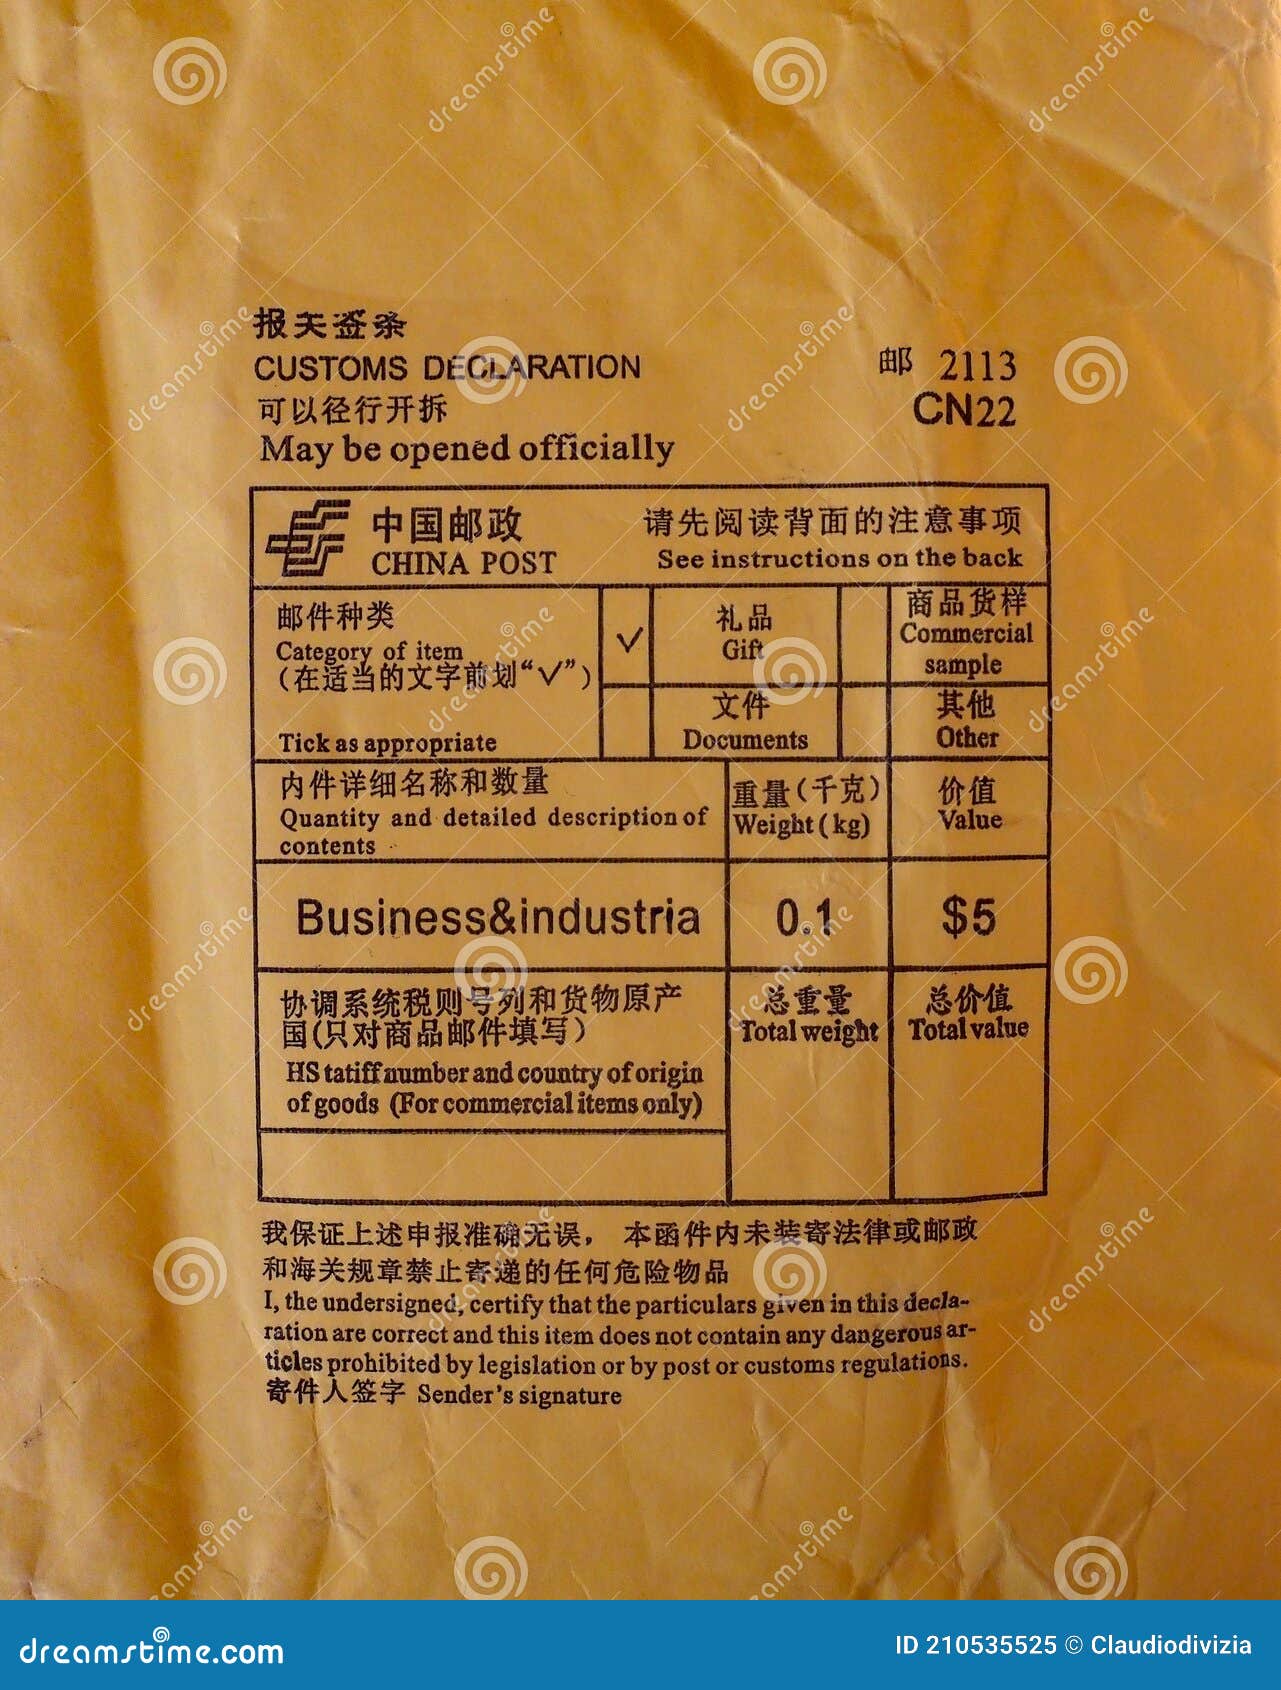 报关签条
CUSTOMS DECLARATION
可以径行开拆
May be opened officially
邮 2113
CN22
中国邮政
CHINA POST
请先阅读背面的注意事项
See instructions on the back
邮件种类
Category of item
(在适当的文字前划“√”)
Tick as appropriate
√
礼品
Gift
商品货样
Commercial
sample
文件
Documents
其他
Other
内件详细名称和数量
Quantity and detailed description of
contents
重量(千克)
Weight(kg)
价值
Value
Business&industria
0.1
$5
协调系统税则号列和货物原产
国(只对商品邮件填写)
HS tatiff number and country of origin
of goods (For commercial items only)
总重量
Total weight
总价值
Total value
我保证上述申报准确无误， 本函件内未装寄法律或邮政
和海关规章禁止寄递的任何危险物品
I, the undersigned, certify that the particulars given in this decla-
ration are correct and this item does not contain any dangerous ar-
ticles prohibited by legislation or by post or customs regulations.
寄件人签字 Sender's signature
dreamstime.com
ID 210535525 © Claudiodivizia